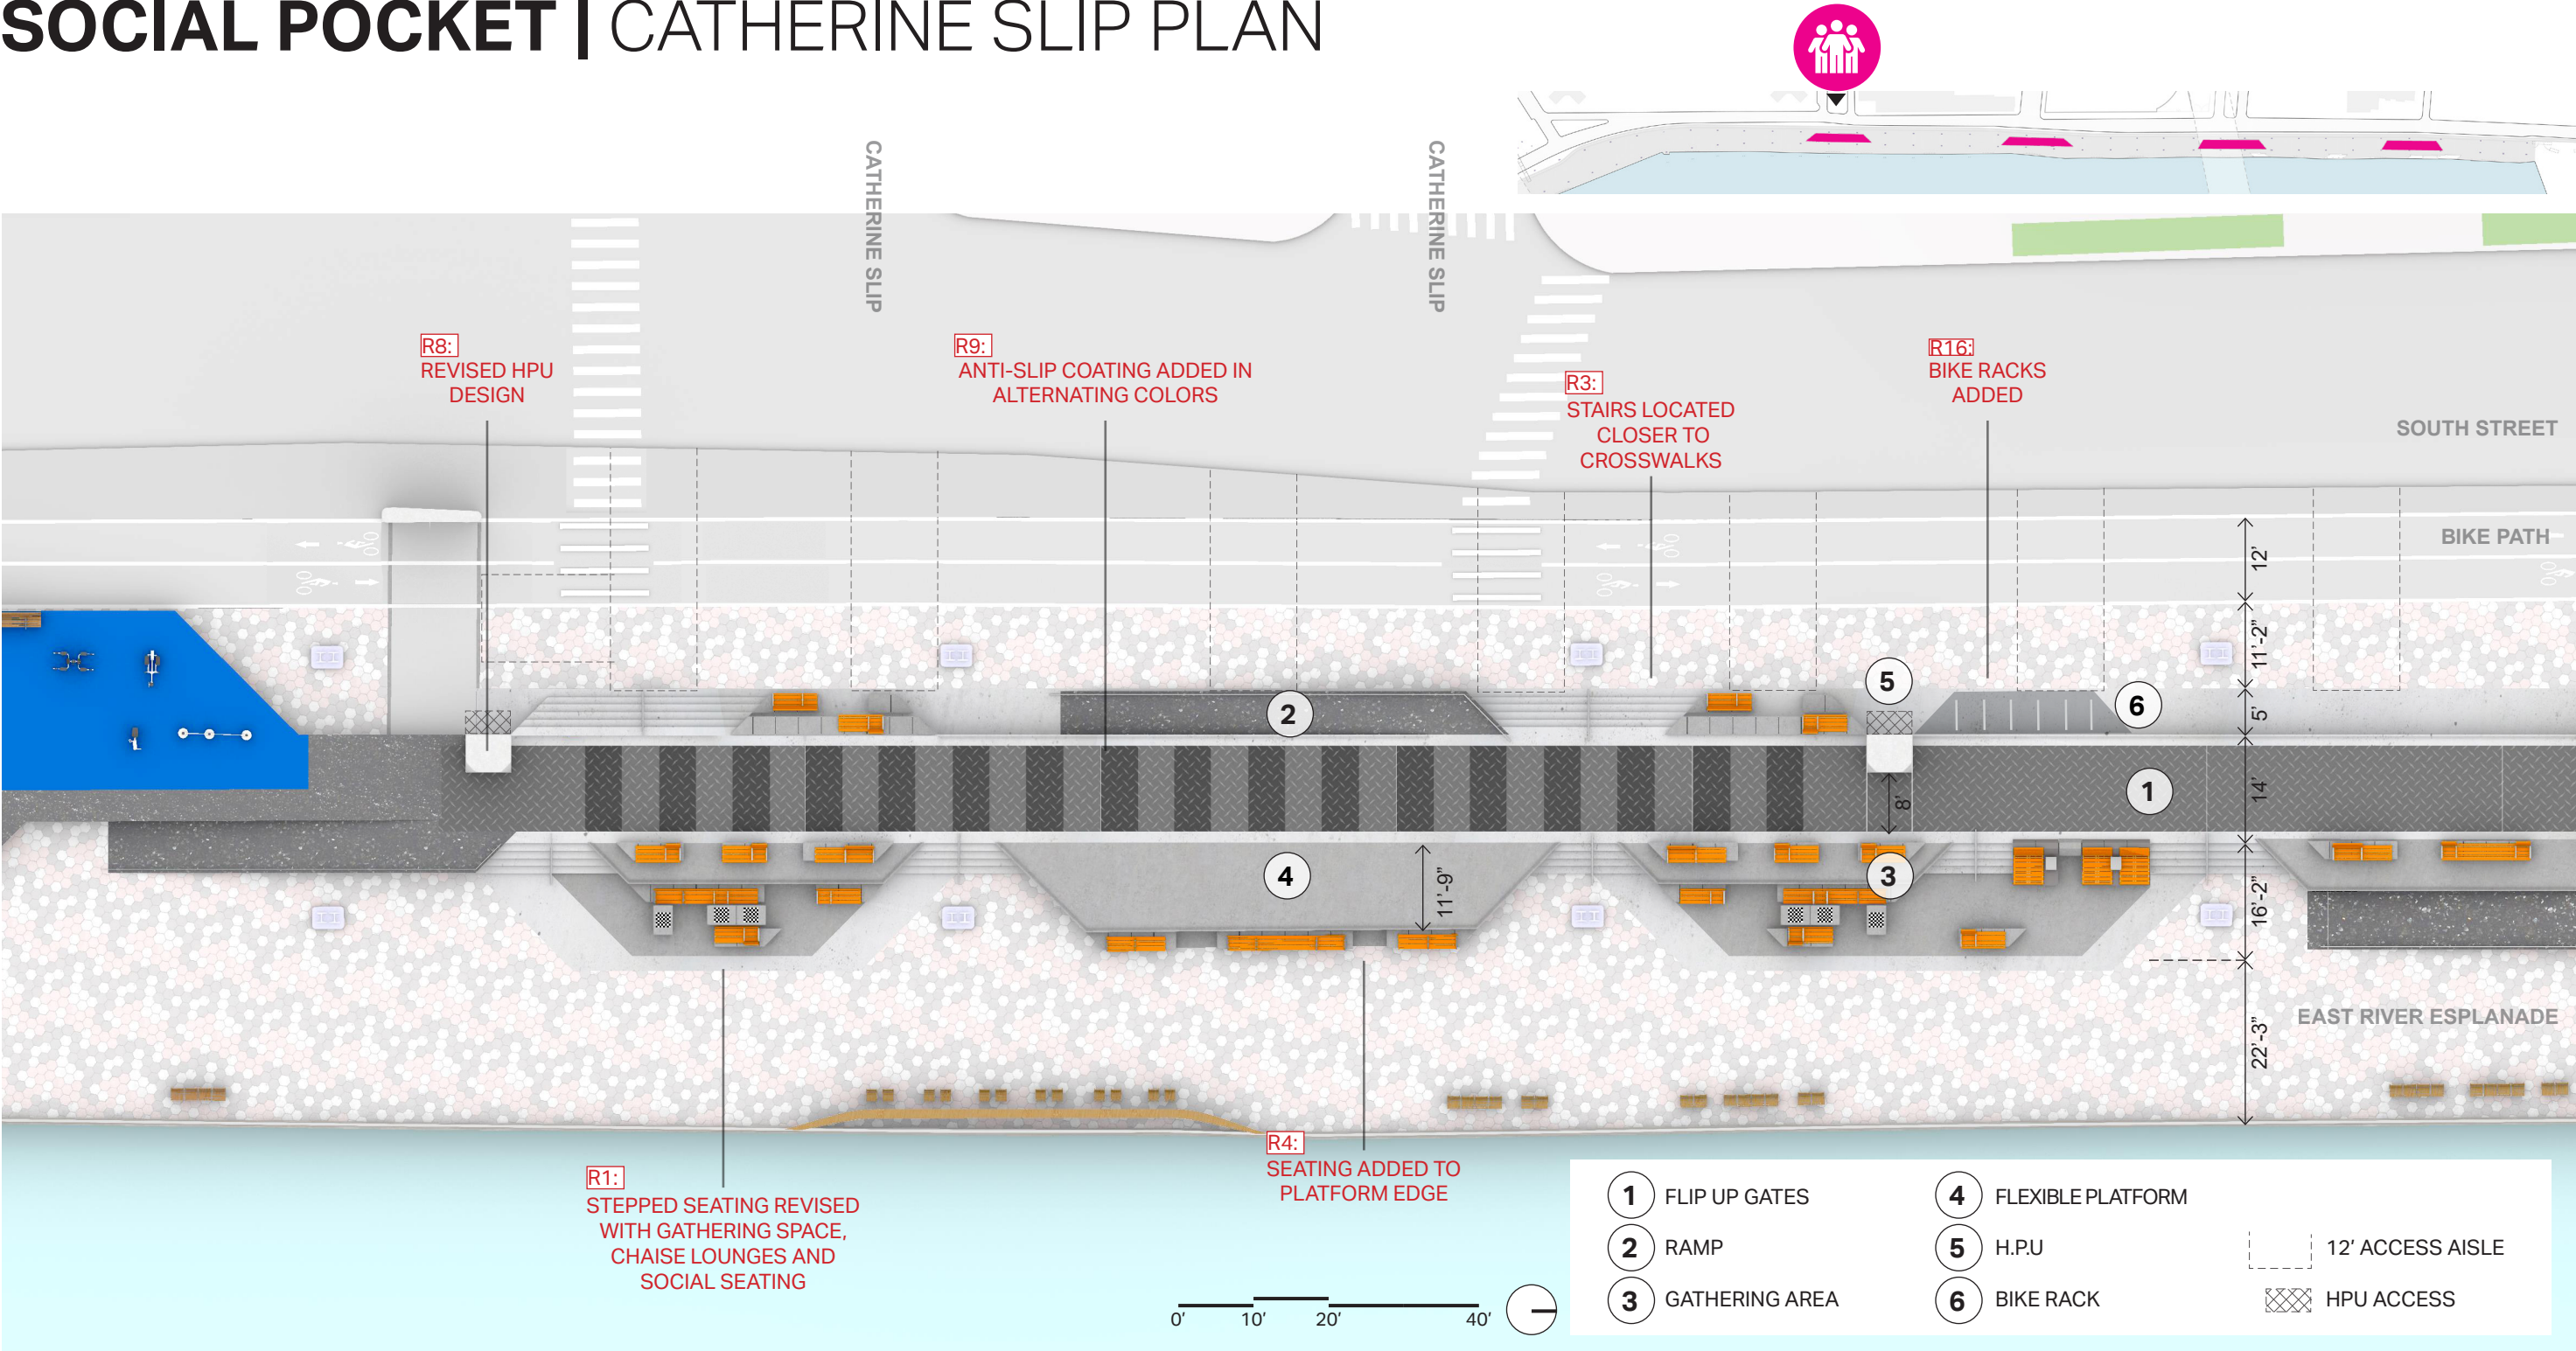 SOCIAL POCKET | CATHERINE SLIP PLAN
CATHERINE SLIP
CATHERINE SLIP
R8:
REVISED HPU
DESIGN
R9:
ANTI-SLIP COATING ADDED IN
ALTERNATING COLORS
R3:
STAIRS LOCATED
CLOSER TO
CROSSWALKS
R16:
BIKE RACKS
ADDED
SOUTH STREET
BIKE PATH
12'
11'-2"
5'
14'
16'-2"
22'-3"
2
5
6
1
8'
4
11'-9"
3
EAST RIVER ESPLANADE
R1:
STEPPED SEATING REVISED
WITH GATHERING SPACE,
CHAISE LOUNGES AND
SOCIAL SEATING
R4:
SEATING ADDED TO
PLATFORM EDGE
0'
10'
20'
40'
1 FLIP UP GATES
2 RAMP
3 GATHERING AREA
4 FLEXIBLE PLATFORM
5 H.P.U
6 BIKE RACK
12' ACCESS AISLE
HPU ACCESS